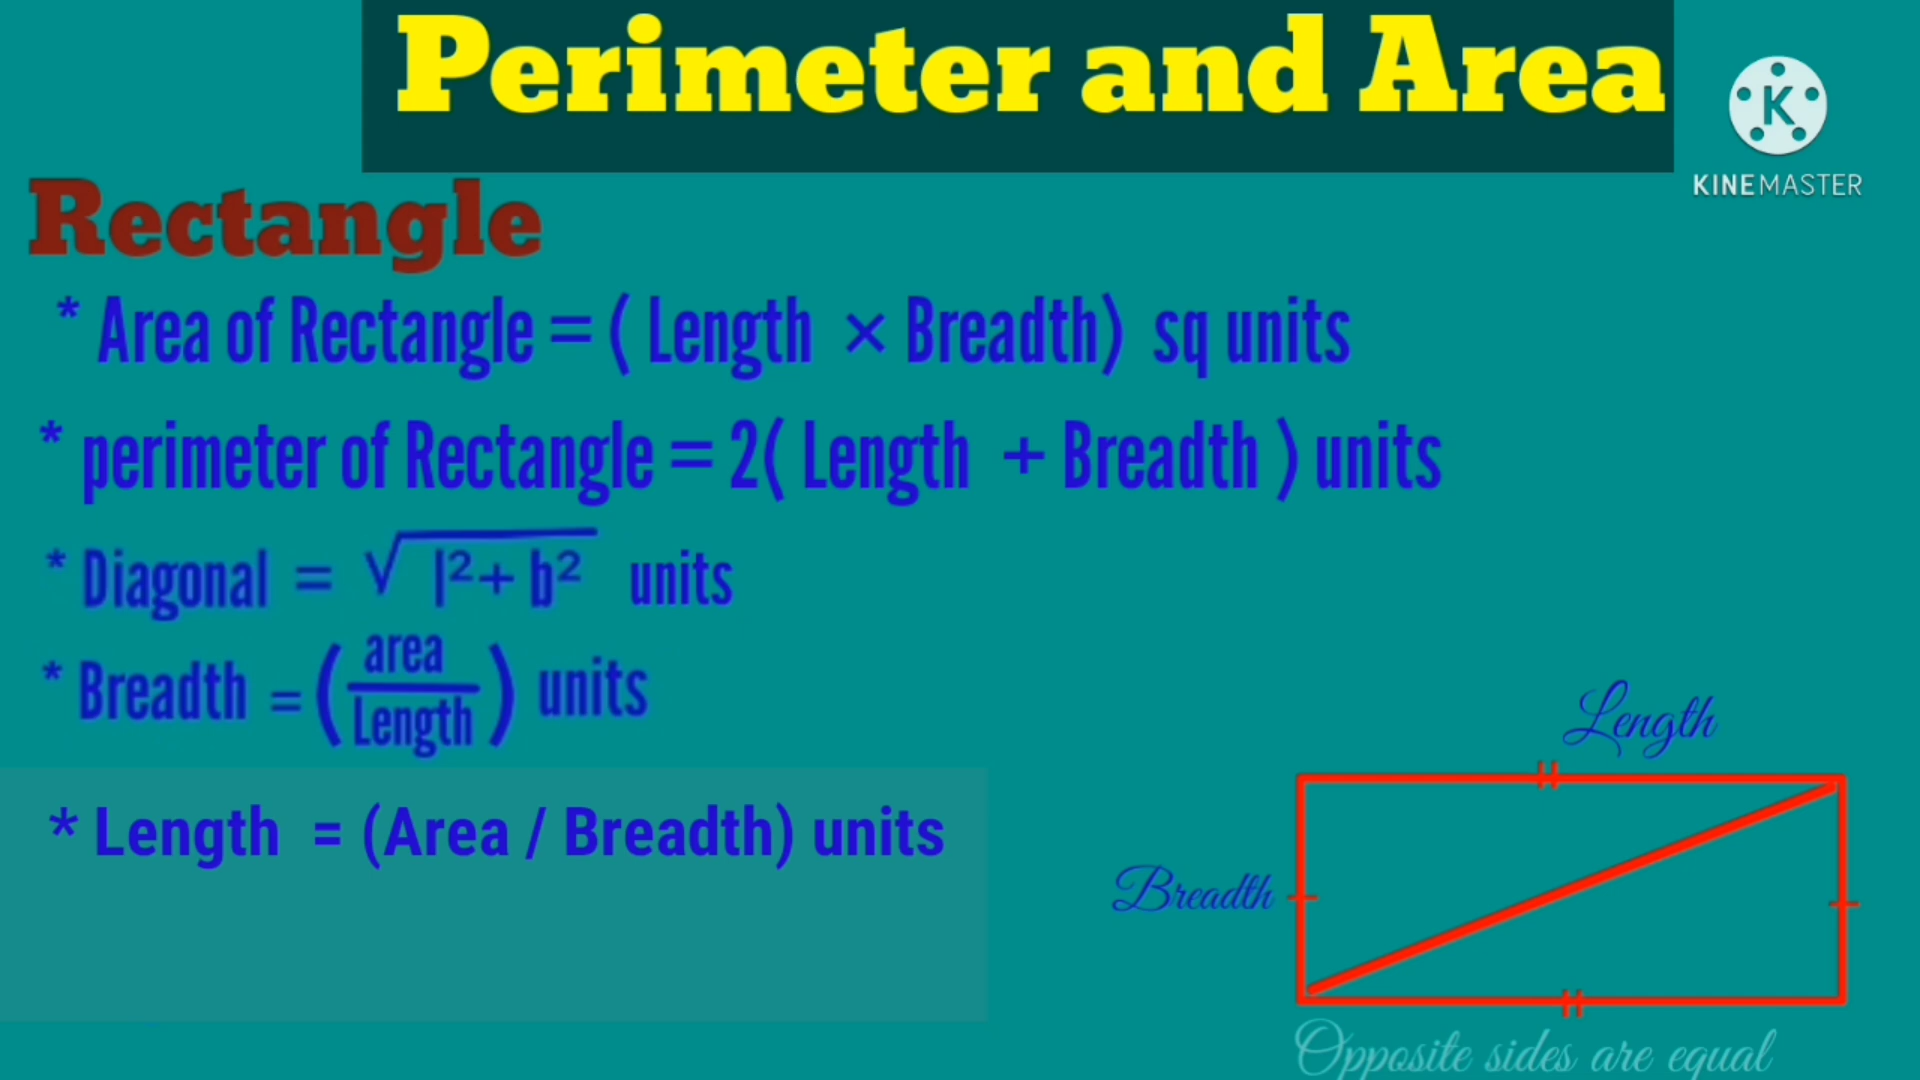 Perimeter and Area
KINEMASTER
Rectangle
* Area of Rectangle = ( Length × Breadth) sq units
* perimeter of Rectangle = 2( Length + Breadth ) units
* Diagonal = √ l² + b² units
* Breadth = ( area / Length ) units
* Length = (Area / Breadth) units
Length
Breadth
Opposite sides are equal